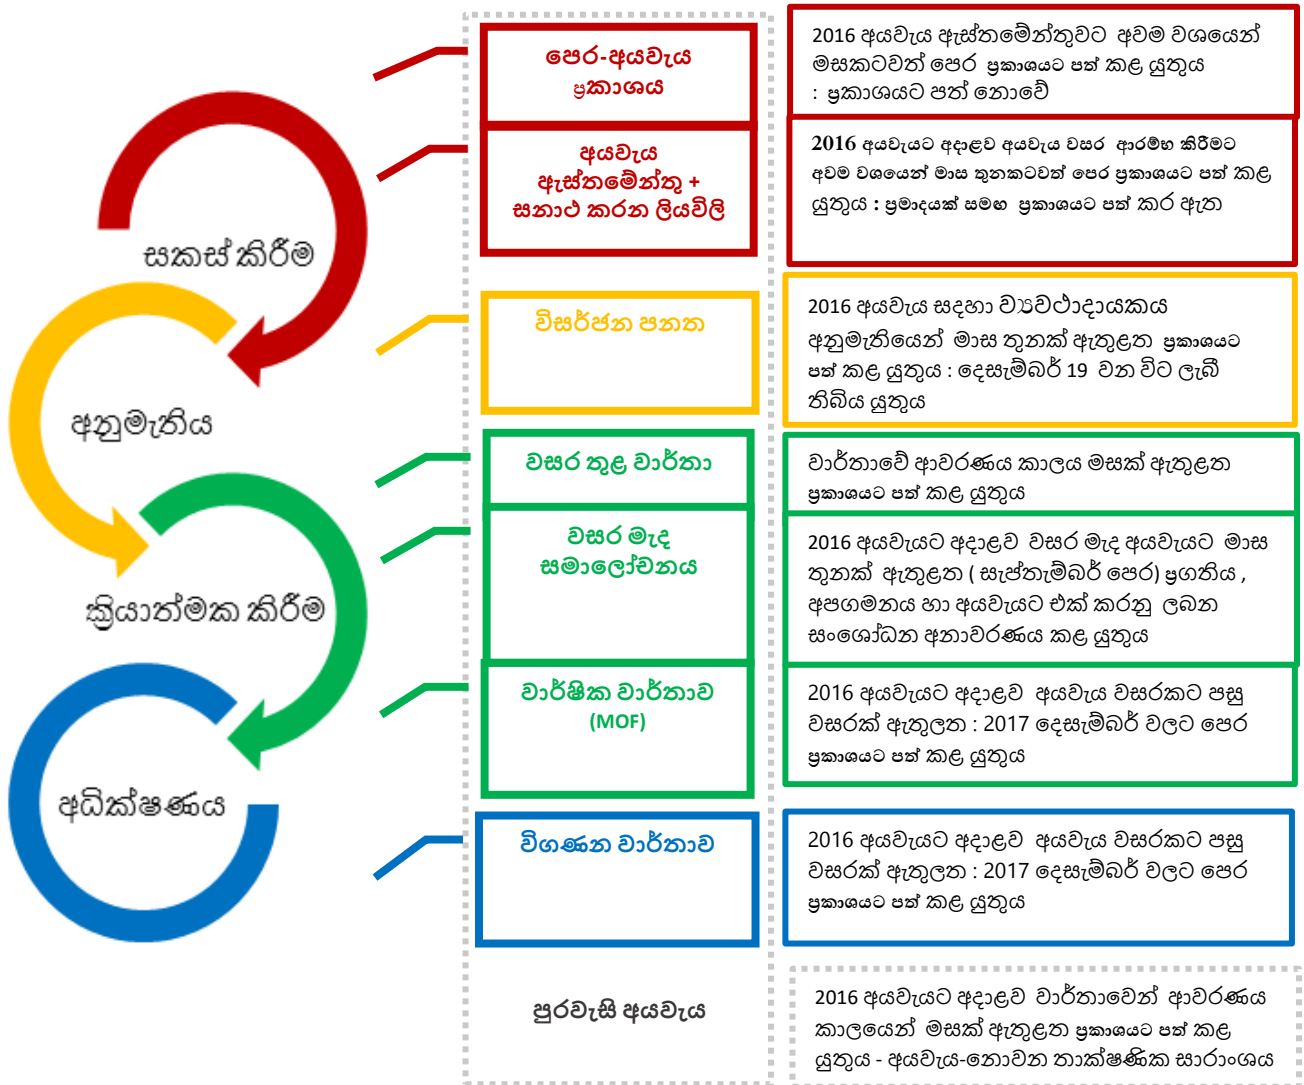 පෙර-අයවැය
ප්‍රකාශය
2016 අයවැය ඇස්තමේන්තුවට අවම වශයෙන්
මසකටවත් පෙර ප්‍රකාශයට පත් කළ යුතුය
: ප්‍රකාශයට පත් නොවේ
අයවැය
ඇස්තමේන්තු +
සනාථ කරන ලියවිලි
2016 අයවැයට අදාළව අයවැය වසර ආරම්භ කිරීමට
අවම වශයෙන් මාස තුනකටවත් පෙර ප්‍රකාශයට පත් කළ
යුතුය : ප්‍රමාදයක් සමඟ ප්‍රකාශයට පත් කර ඇත
සකස් කිරීම
විසර්ජන පනත
2016 අයවැය සදහා ව්‍යවථාදායකය
අනුමැතියෙන් මාස තුනක් ඇතුළත ප්‍රකාශයට
පත් කළ යුතුය : දෙසැම්බර් 19 වන විට ලැබී
තිබිය යුතුය
අනුමැතිය
වසර තුළ වාර්තා
වාර්තාවේ ආවරණය කාලය මසක් ඇතුළත
ප්‍රකාශයට පත් කළ යුතුය
වසර මැද
සමාලෝචනය
2016 අයවැයට අදාළව වසර මැද අයවැයට මාස
තුනක් ඇතුළත ( සැප්තැම්බර් පෙර) ප්‍රගතිය ,
අපගමනය හා අයවැයට එක් කරනු ලබන
සංශෝධන අනාවරණය කළ යුතුය
ක්‍රියාත්මක කිරීම
වාර්ෂික වාර්තාව
(MOF)
2016 අයවැයට අදාළව අයවැය වසරකට පසු
වසරක් ඇතුලත : 2017 දෙසැම්බර් වලට පෙර
ප්‍රකාශයට පත් කළ යුතුය
අධික්ෂණය
විගණන වාර්තාව
2016 අයවැයට අදාළව අයවැය වසරකට පසු
වසරක් ඇතුලත : 2017 දෙසැම්බර් වලට පෙර
ප්‍රකාශයට පත් කළ යුතුය
පුරවැසි අයවැය
2016 අයවැයට අදාළව වාර්තාවෙන් ආවරණය
කාලයෙන් මසක් ඇතුළත ප්‍රකාශයට පත් කළ
යුතුය - අයවැය-නොවන තාක්ෂණික සාරාංශය